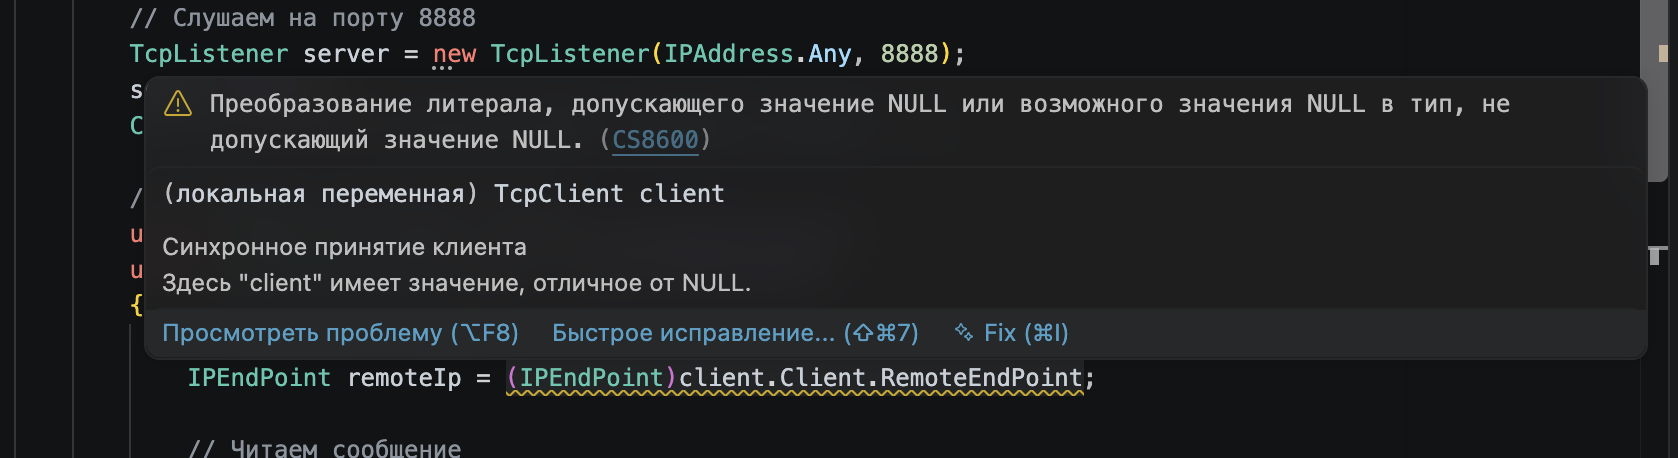 // Слушаем на порту 8888
TcpListener server = new TcpListener(IPAddress.Any, 8888);
s
Преобразование литерала, допускающего значение NULL или возможного значения NULL в тип, не
C
допускающий значение NULL. (CS8600)
/
(локальная переменная) TcpClient client
u
Синхронное принятие клиента
u
Здесь "client" имеет значение, отличное от NULL.
{
Просмотреть проблему (⌥F8) Быстрое исправление... (⇧⌘7) Fix (⌘I)
IPEndPoint remoteIp = (IPEndPoint)client.Client.RemoteEndPoint;
// Читаем сообщение